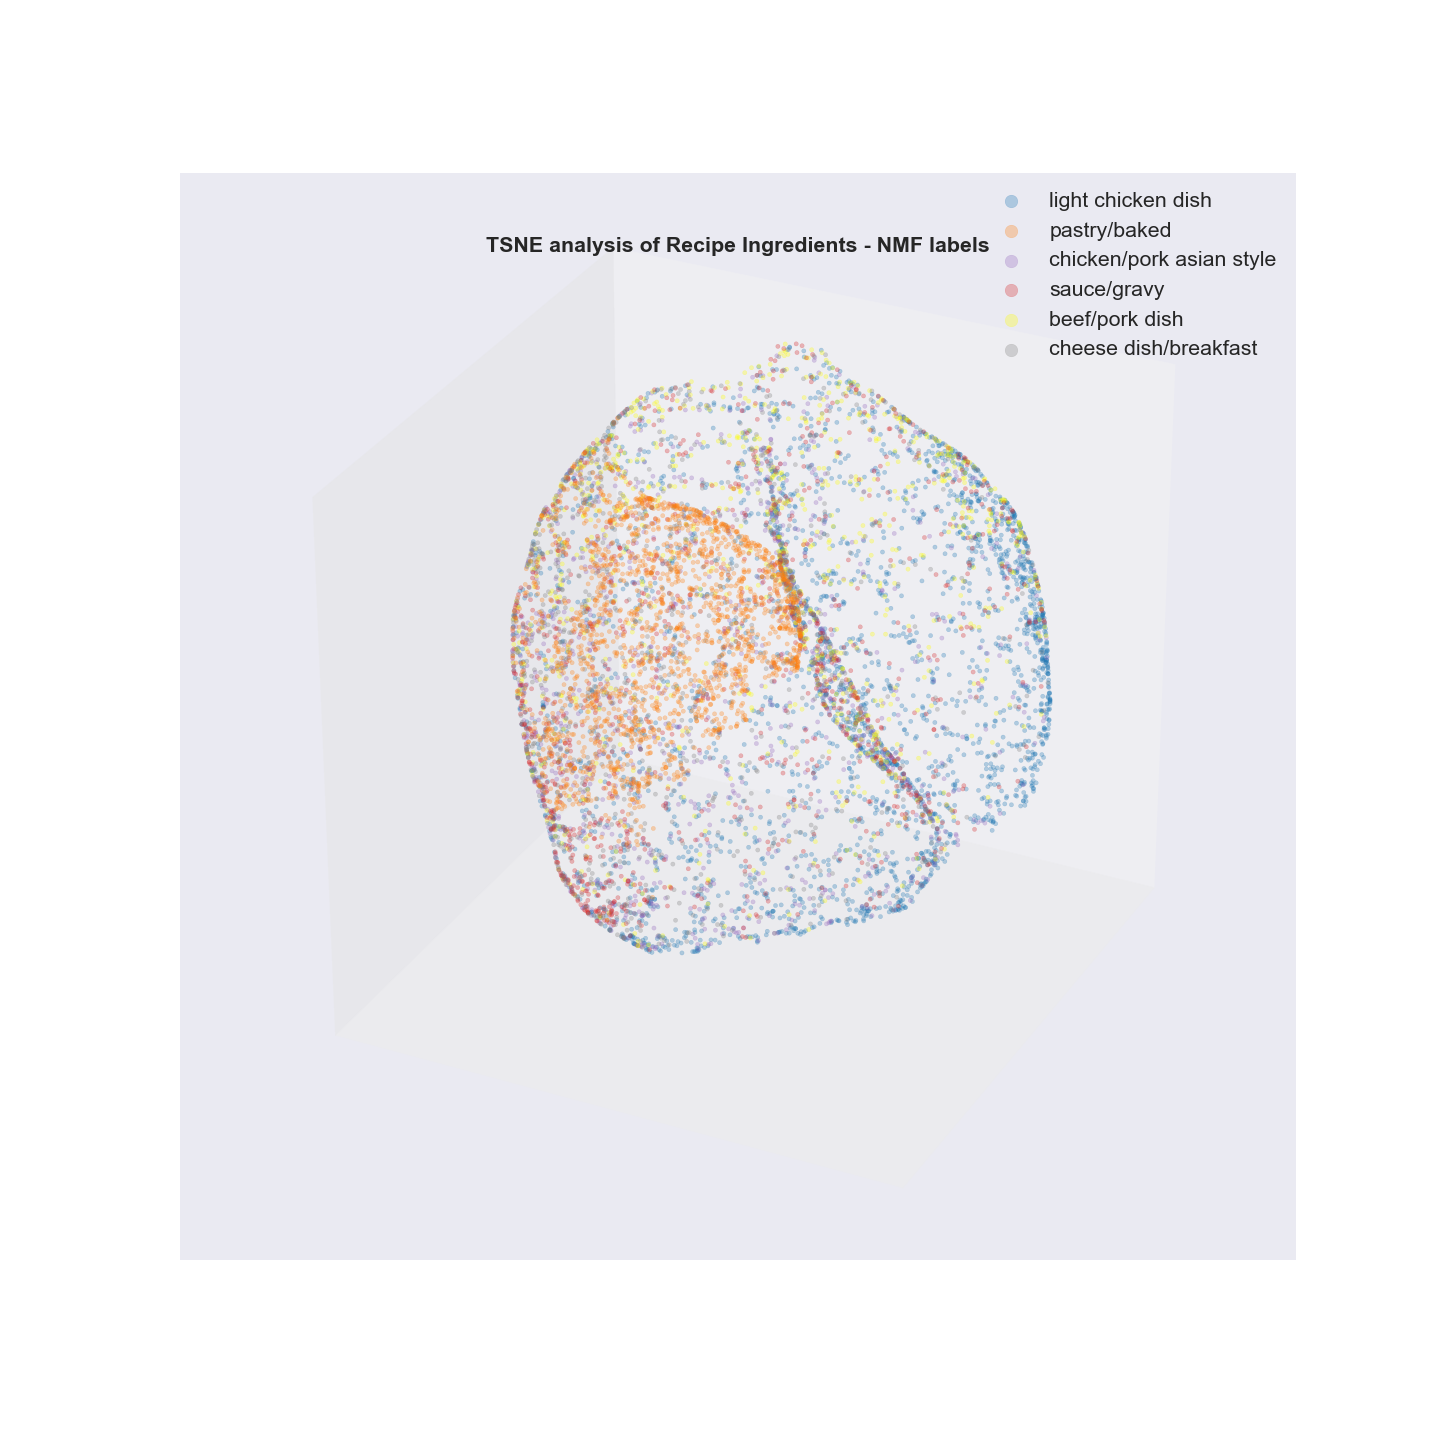 TSNE analysis of Recipe Ingredients - NMF labels
light chicken dish
pastry/baked
chicken/pork asian style
sauce/gravy
beef/pork dish
cheese dish/breakfast